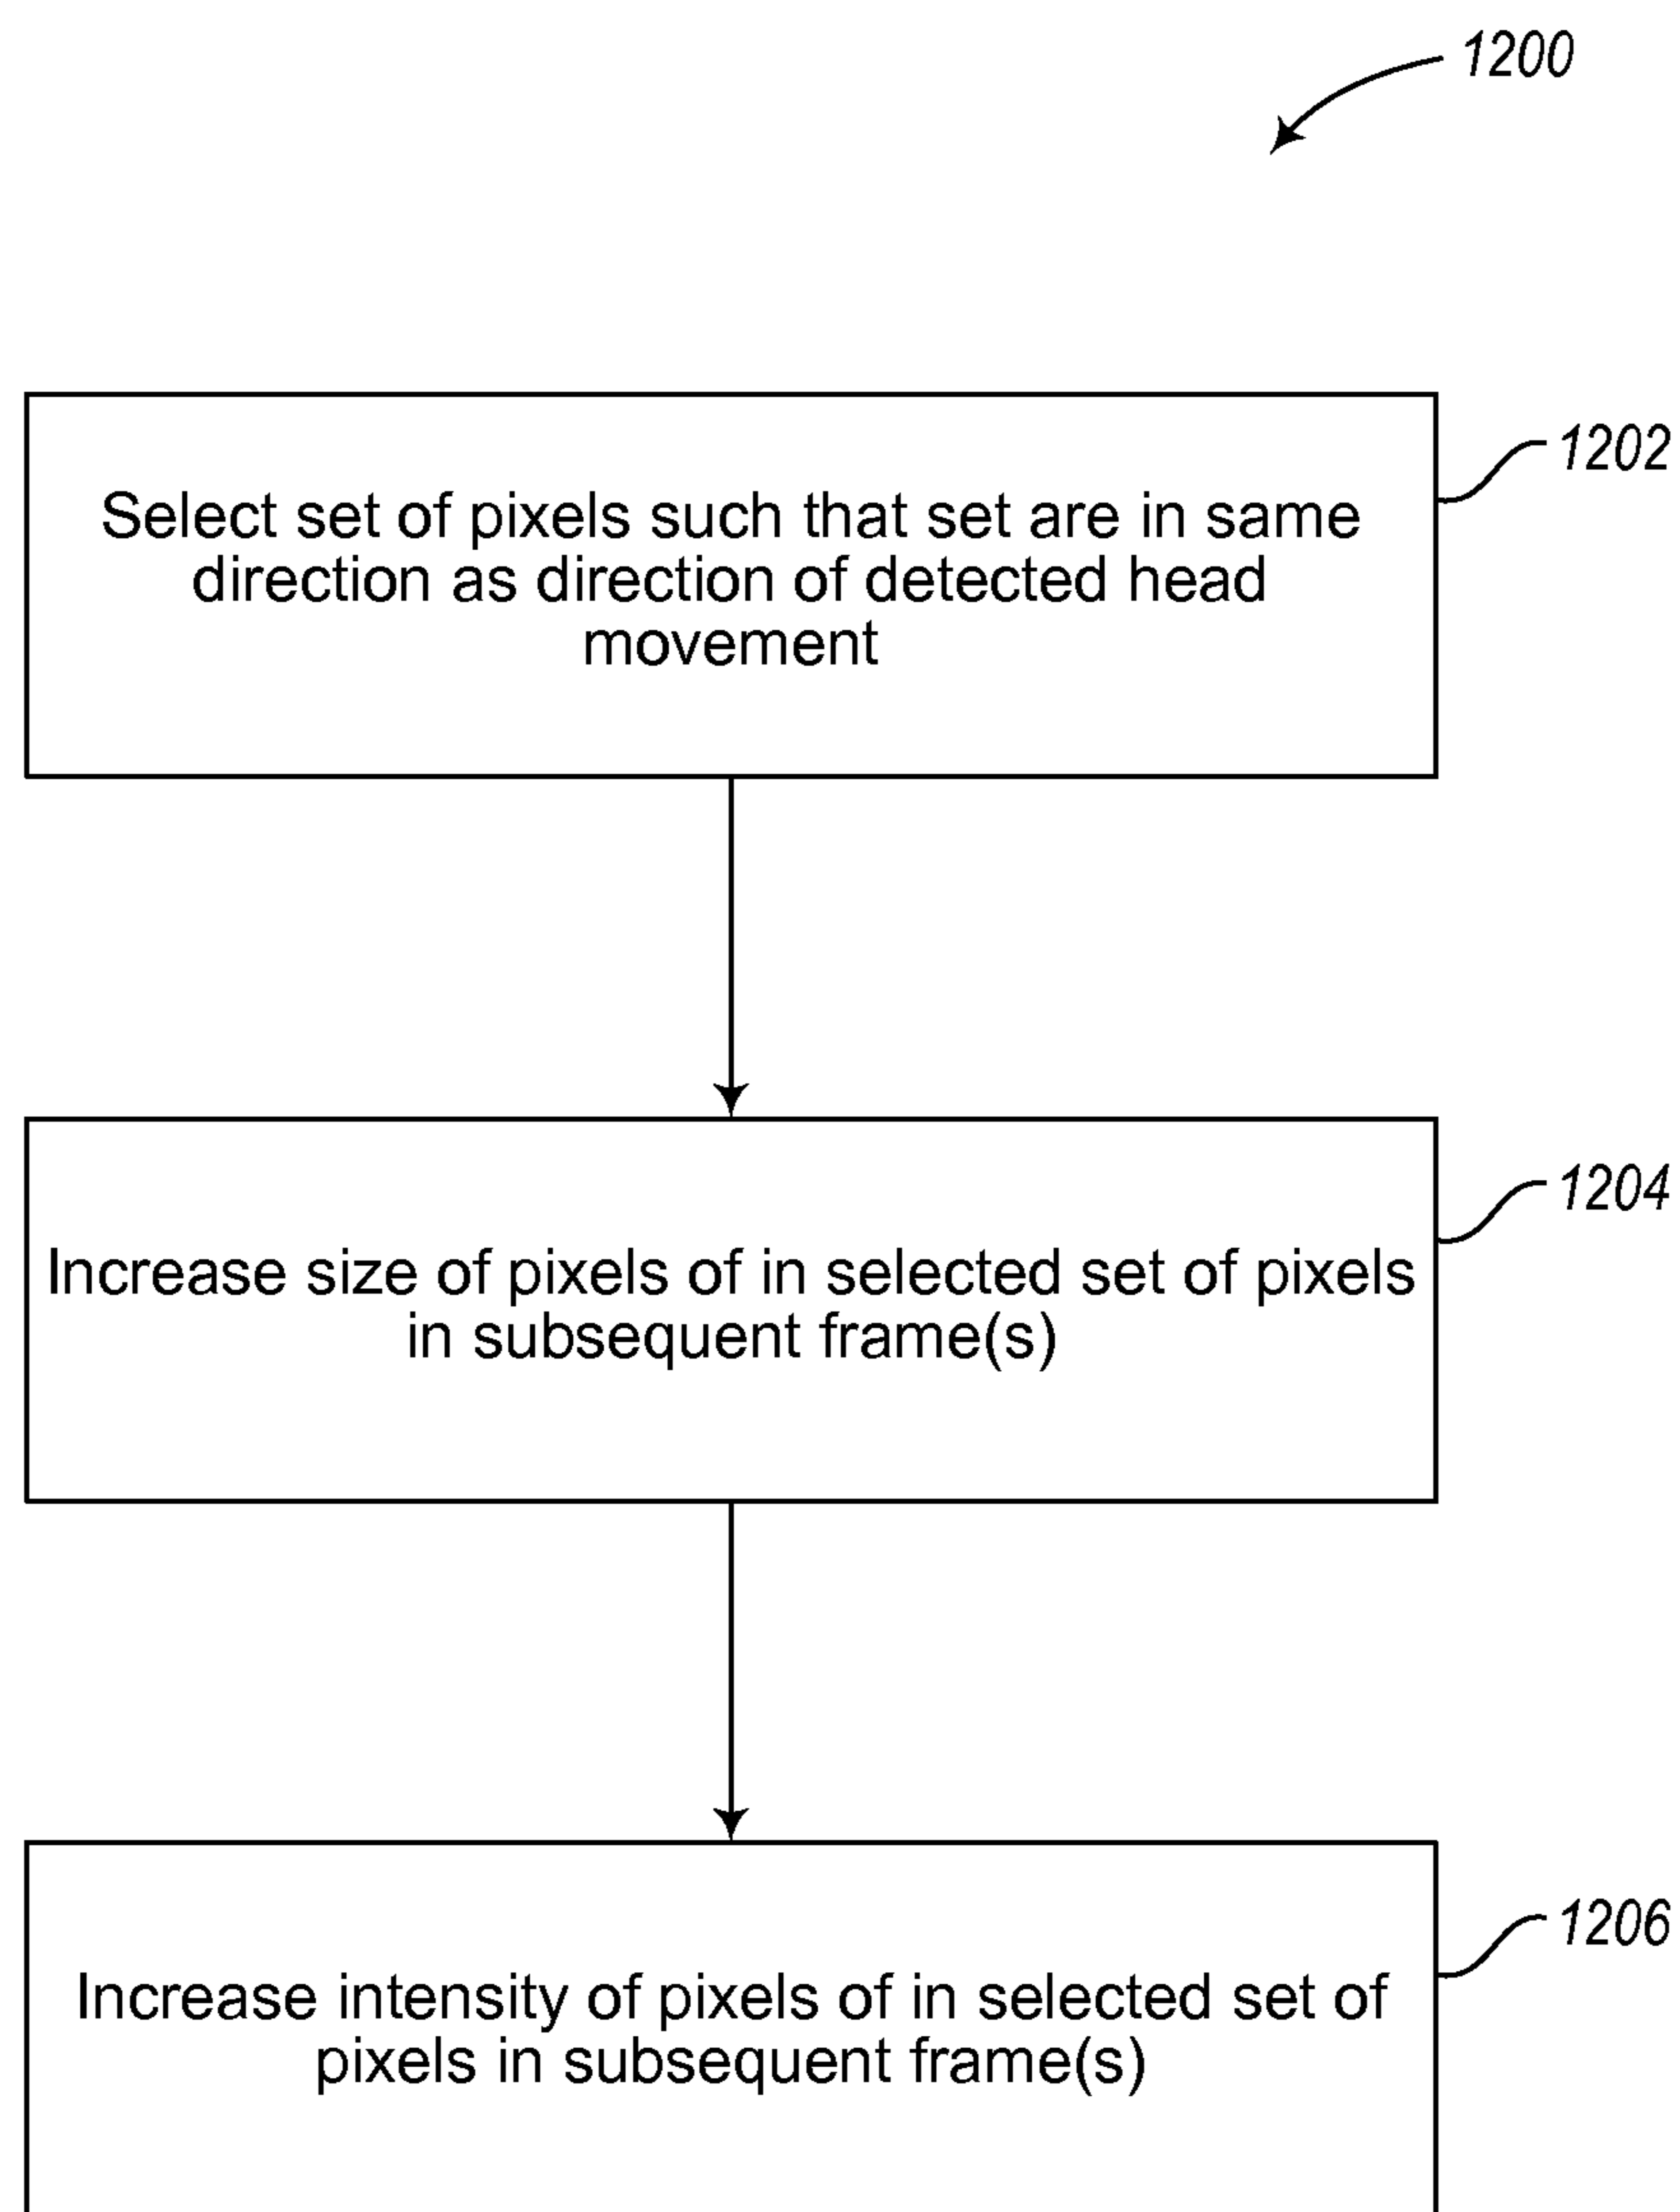 1200
1202
Select set of pixels such that set are in same
direction as direction of detected head
movement
1204
Increase size of pixels of in selected set of pixels
in subsequent frame(s)
1206
Increase intensity of pixels of in selected set of
pixels in subsequent frame(s)